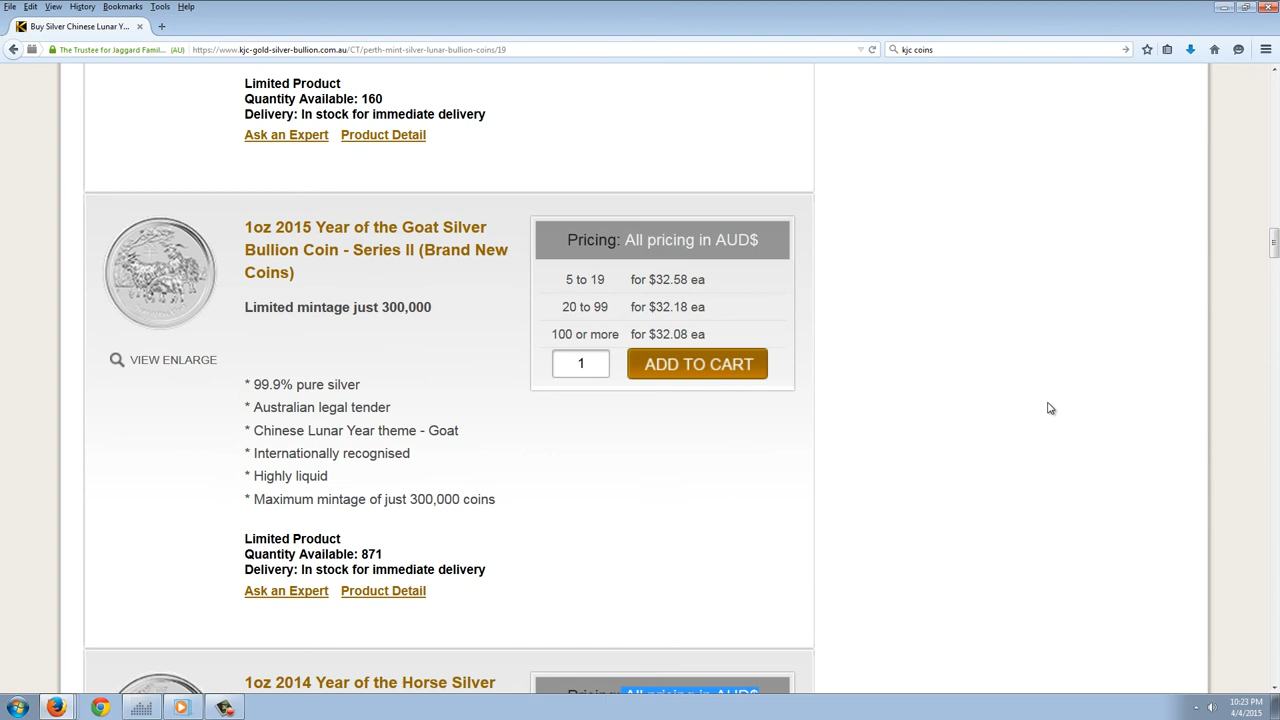 File Edit View History Bookmarks Tools Help
Buy Silver Chinese Lunar Y...
The Trustee for Jaggard Famil... (AU) https://www.kjc-gold-silver-bullion.com.au/CT/perth-mint-silver-lunar-bullion-coins/19 kjc coins
Limited Product
Quantity Available: 160
Delivery: In stock for immediate delivery
Ask an Expert Product Detail
1oz 2015 Year of the Goat Silver
Bullion Coin - Series II (Brand New
Coins)
Limited mintage just 300,000
VIEW ENLARGE
* 99.9% pure silver
* Australian legal tender
* Chinese Lunar Year theme - Goat
* Internationally recognised
* Highly liquid
* Maximum mintage of just 300,000 coins
Limited Product
Quantity Available: 871
Delivery: In stock for immediate delivery
Ask an Expert Product Detail
Pricing: All pricing in AUD$
5 to 19 for $32.58 ea
20 to 99 for $32.18 ea
100 or more for $32.08 ea
1 ADD TO CART
1oz 2014 Year of the Horse Silver
Pricing: All pricing in AUD$
10:23 PM
4/4/2015